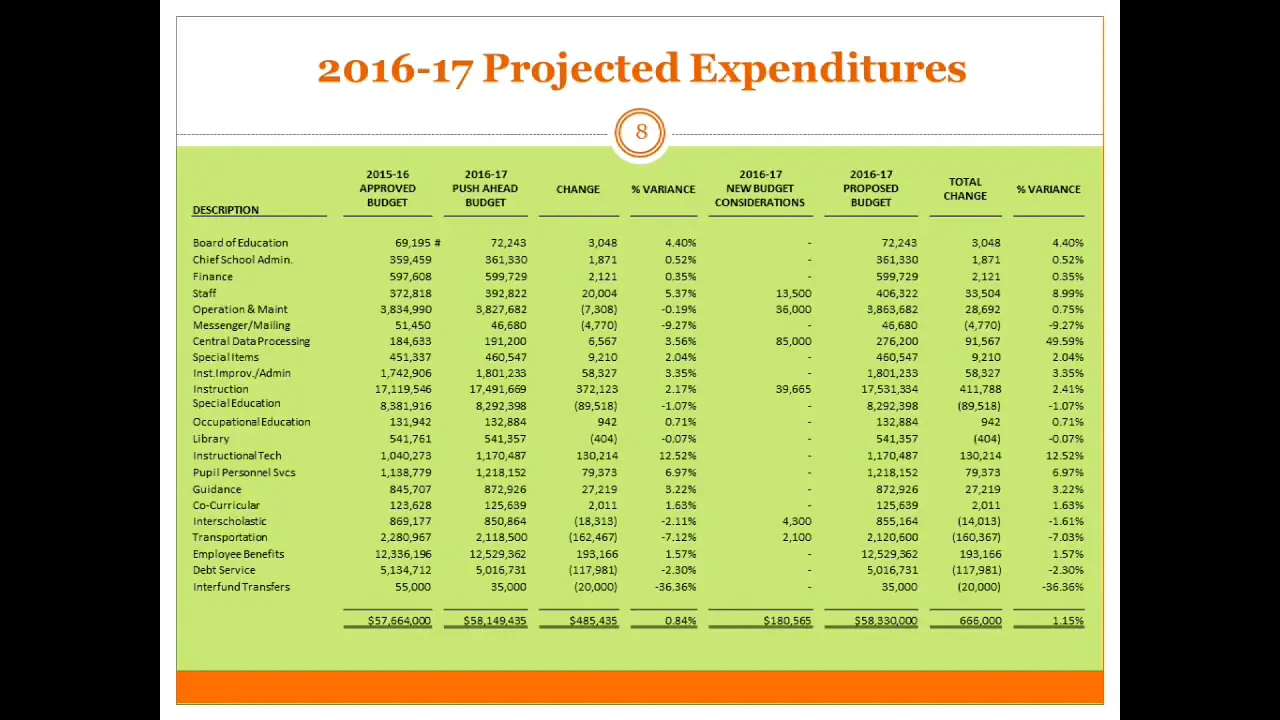 2016-17 Projected Expenditures
8
DESCRIPTION 2015-16 APPROVED BUDGET 2016-17 PUSH AHEAD BUDGET CHANGE % VARIANCE 2016-17 NEW BUDGET CONSIDERATIONS 2016-17 PROPOSED BUDGET TOTAL CHANGE % VARIANCE
Board of Education 69,195 # 72,243 3,048 4.40% - 72,243 3,048 4.40%
Chief School Admin. 359,459 361,330 1,871 0.52% - 361,330 1,871 0.52%
Finance 597,608 599,729 2,121 0.35% - 599,729 2,121 0.35%
Staff 372,818 392,822 20,004 5.37% 13,500 406,322 33,504 8.99%
Operation & Maint 3,834,990 3,827,682 (7,308) -0.19% 36,000 3,863,682 28,692 0.75%
Messenger/Mailing 51,450 46,680 (4,770) -9.27% - 46,680 (4,770) -9.27%
Central Data Processing 184,633 191,200 6,567 3.56% 85,000 276,200 91,567 49.59%
Special Items 451,337 460,547 9,210 2.04% - 460,547 9,210 2.04%
Inst.Improv./Admin 1,742,906 1,801,233 58,327 3.35% - 1,801,233 58,327 3.35%
Instruction 17,119,546 17,491,669 372,123 2.17% 39,665 17,531,334 411,788 2.41%
Special Education 8,381,916 8,292,398 (89,518) -1.07% - 8,292,398 (89,518) -1.07%
Occupational Education 131,942 132,884 942 0.71% - 132,884 942 0.71%
Library 541,761 541,357 (404) -0.07% - 541,357 (404) -0.07%
Instructional Tech 1,040,273 1,170,487 130,214 12.52% - 1,170,487 130,214 12.52%
Pupil Personnel Svcs 1,138,779 1,218,152 79,373 6.97% - 1,218,152 79,373 6.97%
Guidance 845,707 872,926 27,219 3.22% - 872,926 27,219 3.22%
Co-Curricular 123,628 125,639 2,011 1.63% - 125,639 2,011 1.63%
Interscholastic 869,177 850,864 (18,313) -2.11% 4,300 855,164 (14,013) -1.61%
Transportation 2,280,967 2,118,500 (162,467) -7.12% 2,100 2,120,600 (160,367) -7.03%
Employee Benefits 12,336,196 12,529,362 193,166 1.57% - 12,529,362 193,166 1.57%
Debt Service 5,134,712 5,016,731 (117,981) -2.30% - 5,016,731 (117,981) -2.30%
Interfund Transfers 55,000 35,000 (20,000) -36.36% - 35,000 (20,000) -36.36%
$57,664,000 $58,149,435 $485,435 0.84% $180,565 $58,330,000 666,000 1.15%